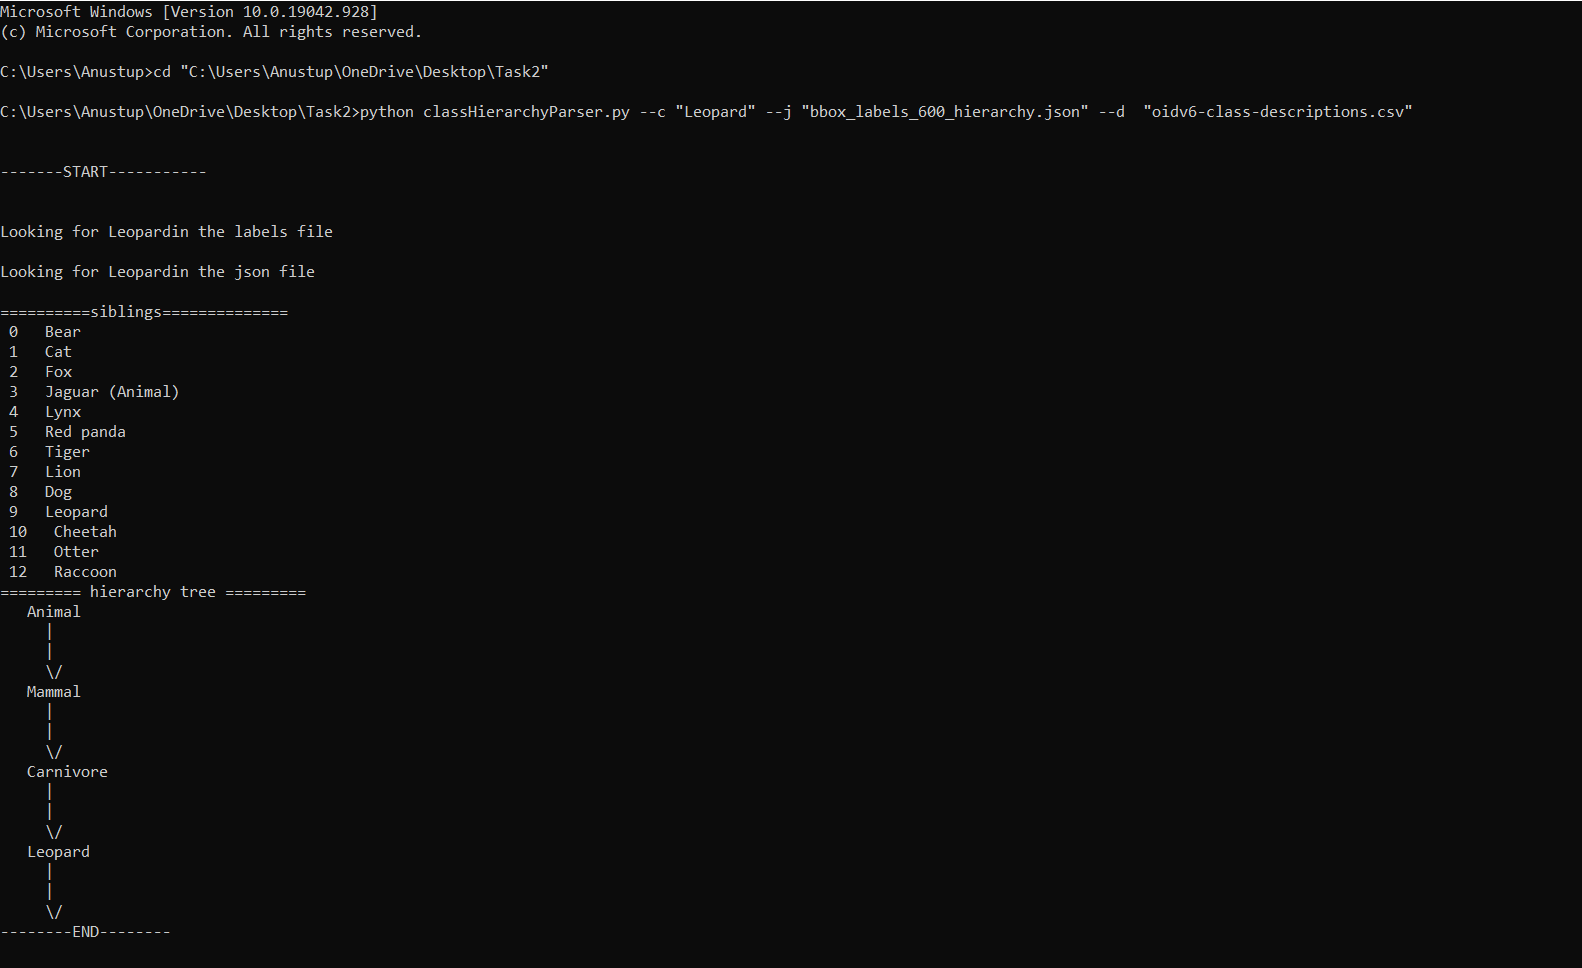 Microsoft Windows [Version 10.0.19042.928]
(c) Microsoft Corporation. All rights reserved.

C:\Users\Anustup>cd "C:\Users\Anustup\OneDrive\Desktop\Task2"

C:\Users\Anustup\OneDrive\Desktop\Task2>python classHierarchyParser.py --c "Leopard" --j "bbox_labels_600_hierarchy.json" --d  "oidv6-class-descriptions.csv"


-------START-----------


Looking for Leopardin the labels file

Looking for Leopardin the json file

==========siblings==============
 0   Bear
 1   Cat
 2   Fox
 3   Jaguar (Animal)
 4   Lynx
 5   Red panda
 6   Tiger
 7   Lion
 8   Dog
 9   Leopard
 10   Cheetah
 11   Otter
 12   Raccoon
========= hierarchy tree =========
   Animal
     |
     |
     \/
   Mammal
     |
     |
     \/
   Carnivore
     |
     |
     \/
   Leopard
     |
     |
     \/
--------END--------